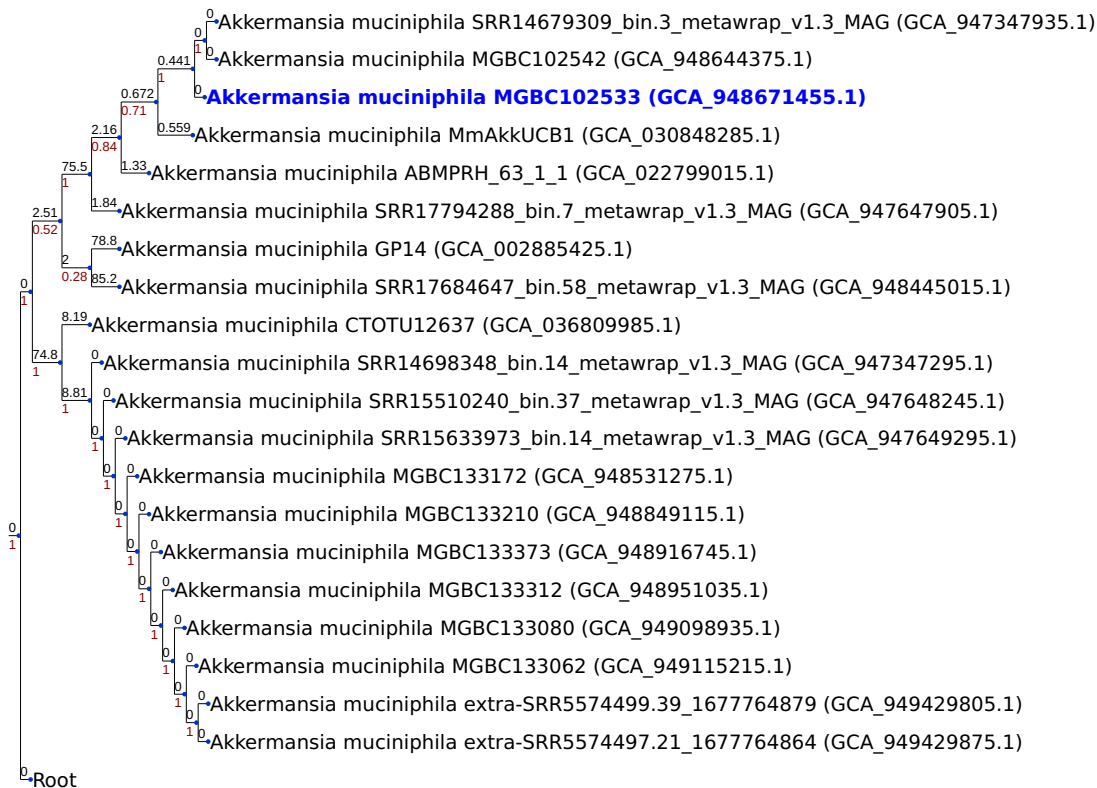 0
Akkermansia muciniphila SRR14679309_bin.3_metawrap_v1.3_MAG (GCA_947347935.1)
0
1
0
Akkermansia muciniphila MGBC102542 (GCA_948644375.1)
0.441
1
0
Akkermansia muciniphila MGBC102533 (GCA_948671455.1)
0.672
0.71
0.559
Akkermansia muciniphila MmAkkUCB1 (GCA_030848285.1)
2.16
0.84
1.33
Akkermansia muciniphila ABMPRH_63_1_1 (GCA_022799015.1)
75.5
1
1.84
Akkermansia muciniphila SRR17794288_bin.7_metawrap_v1.3_MAG (GCA_947647905.1)
2.51
0.52
78.8
Akkermansia muciniphila GP14 (GCA_002885425.1)
2
0.28
85.2
Akkermansia muciniphila SRR17684647_bin.58_metawrap_v1.3_MAG (GCA_948445015.1)
0
1
8.19
Akkermansia muciniphila CTOTU12637 (GCA_036809985.1)
74.8
1
0
Akkermansia muciniphila SRR14698348_bin.14_metawrap_v1.3_MAG (GCA_947347295.1)
8.81
1
0
Akkermansia muciniphila SRR15510240_bin.37_metawrap_v1.3_MAG (GCA_947648245.1)
0
1
0
Akkermansia muciniphila SRR15633973_bin.14_metawrap_v1.3_MAG (GCA_947649295.1)
0
1
0
Akkermansia muciniphila MGBC133172 (GCA_948531275.1)
0
1
0
Akkermansia muciniphila MGBC133210 (GCA_948849115.1)
0
1
0
Akkermansia muciniphila MGBC133373 (GCA_948916745.1)
0
1
0
Akkermansia muciniphila MGBC133312 (GCA_948951035.1)
0
1
0
Akkermansia muciniphila MGBC133080 (GCA_949098935.1)
0
1
0
Akkermansia muciniphila MGBC133062 (GCA_949115215.1)
0
1
0
Akkermansia muciniphila extra-SRR5574499.39_1677764879 (GCA_949429805.1)
0
1
0
Akkermansia muciniphila extra-SRR5574497.21_1677764864 (GCA_949429875.1)
0
1
0
Root